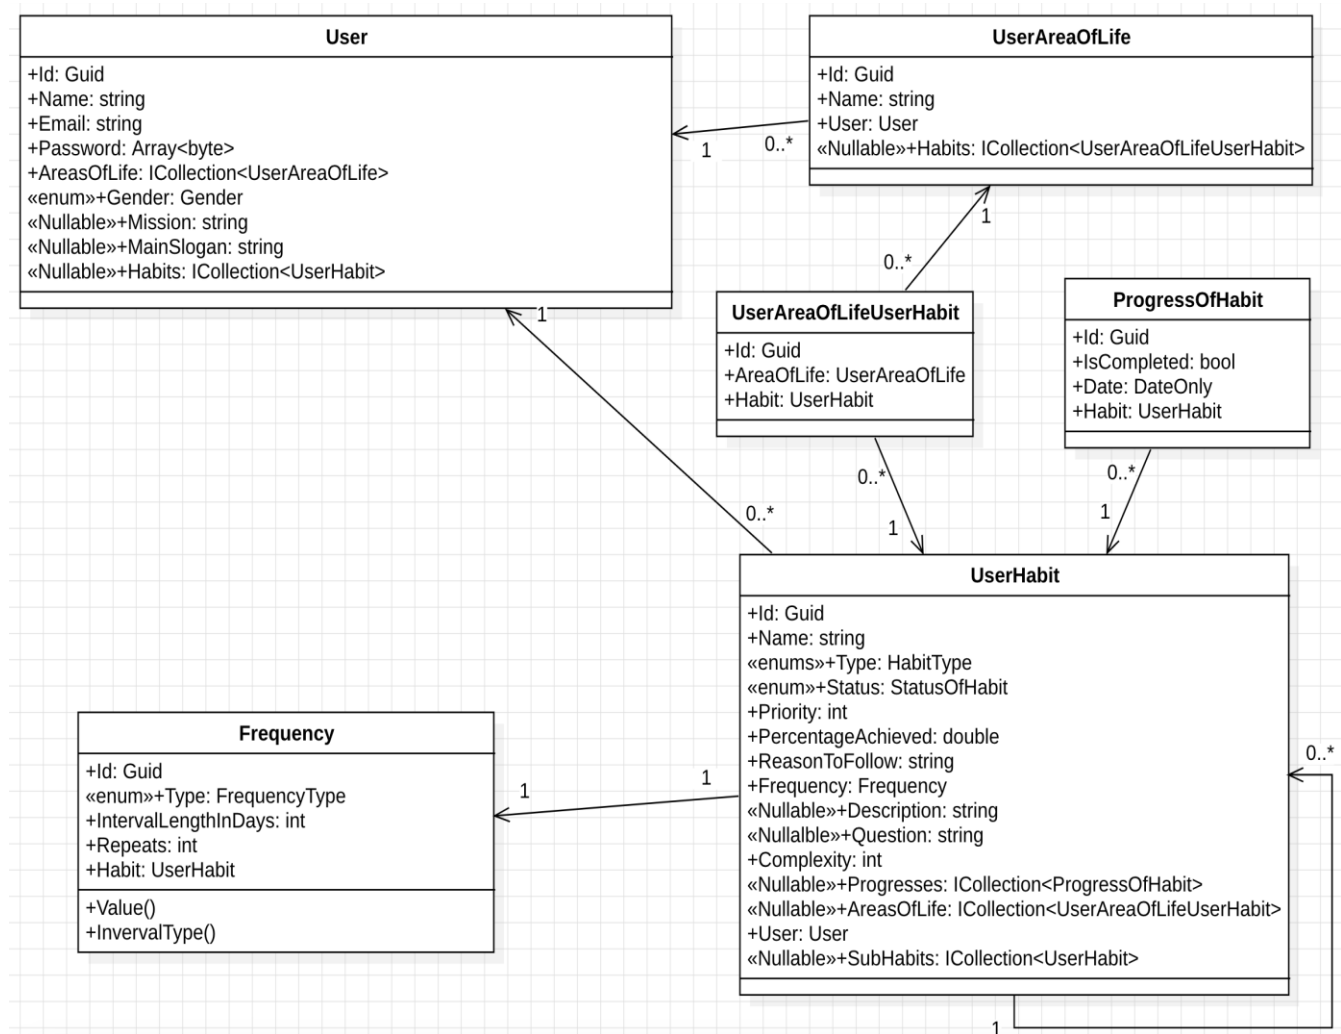 User
+Id: Guid
+Name: string
+Email: string
+Password: Array<byte>
+AreasOfLife: ICollection<UserAreaOfLife>
«enum»+Gender: Gender
«Nullable»+Mission: string
«Nullable»+MainSlogan: string
«Nullable»+Habits: ICollection<UserHabit>
UserAreaOfLife
+Id: Guid
+Name: string
+User: User
«Nullable»+Habits: ICollection<UserAreaOfLifeUserHabit>
1
0..*
1
0..*
UserAreaOfLifeUserHabit
+Id: Guid
+AreaOfLife: UserAreaOfLife
+Habit: UserHabit
ProgressOfHabit
+Id: Guid
+IsCompleted: bool
+Date: DateOnly
+Habit: UserHabit
1
0..*
0..*
1
0..*
1
UserHabit
+Id: Guid
+Name: string
«enums»+Type: HabitType
«enum»+Status: StatusOfHabit
+Priority: int
+PercentageAchieved: double
+ReasonToFollow: string
+Frequency: Frequency
«Nullable»+Description: string
«Nullalble»+Question: string
+Complexity: int
«Nullable»+Progresses: ICollection<ProgressOfHabit>
«Nullable»+AreasOfLife: ICollection<UserAreaOfLifeUserHabit>
+User: User
«Nullable»+SubHabits: ICollection<UserHabit>
Frequency
+Id: Guid
«enum»+Type: FrequencyType
+IntervalLengthInDays: int
+Repeats: int
+Habit: UserHabit
+Value()
+InvervalType()
1
1
0..*
1